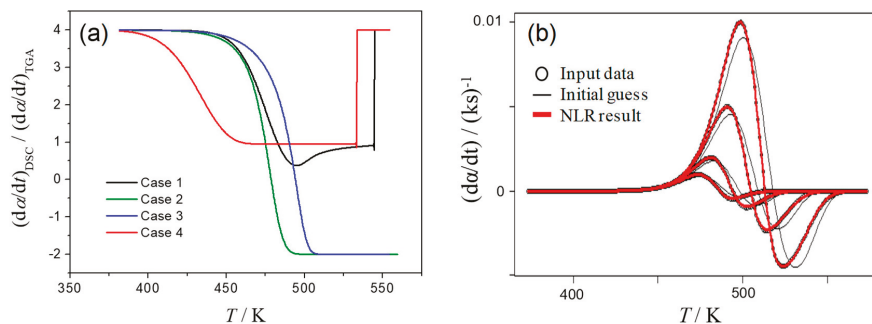 (a)
(dα/dt)DSC / (dα/dt)TGA
4
3
2
1
0
-1
-2
Case 1
Case 2
Case 3
Case 4
350 400 450 500 550
T / K
(b)
(dα/dt) / (ks)-1
0.01
0
Input data
Initial guess
NLR result
400 500
T / K